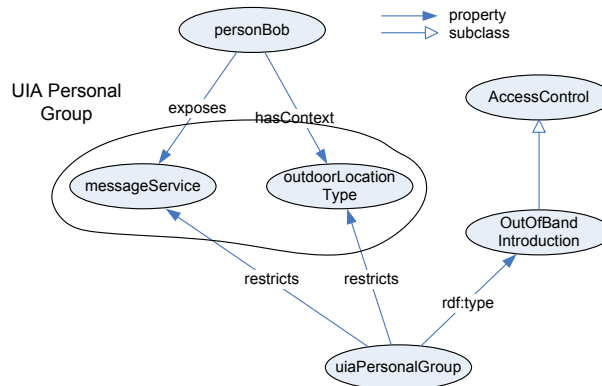 personBob
property
subclass
UIA Personal
Group
exposes
hasContext
AccessControl
messageService
outdoorLocation
Type
OutOfBand
Introduction
restricts
restricts
rdf:type
uiaPersonalGroup